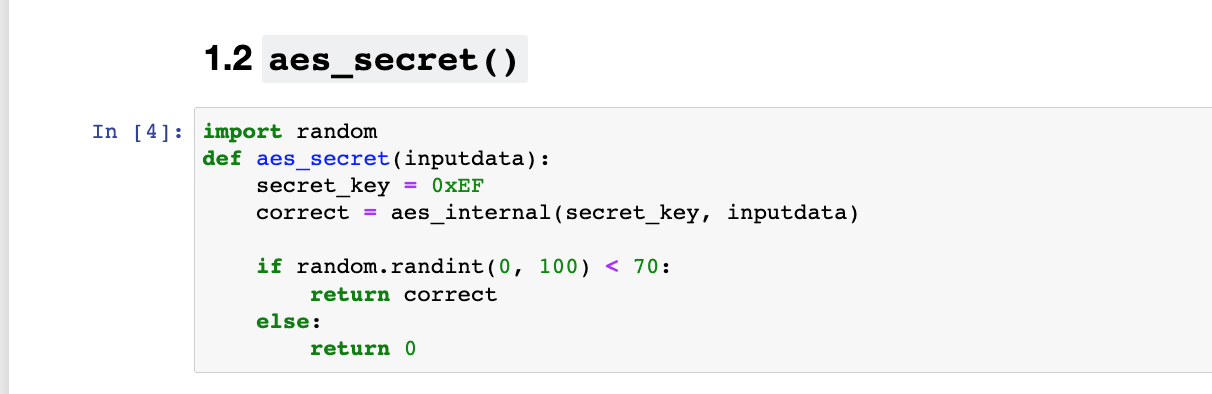 1.2 aes_secret()
In [4]: import random
def aes_secret(inputdata):
    secret_key = 0xEF
    correct = aes_internal(secret_key, inputdata)

    if random.randint(0, 100) < 70:
        return correct
    else:
        return 0